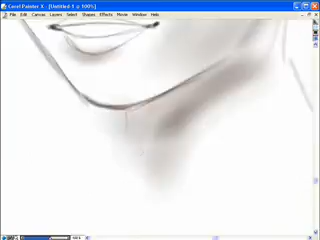 Corel Painter X - [Untitled-1 @ 100%]
File Edit Canvas Layers Select Shapes Effects Movie Window Help